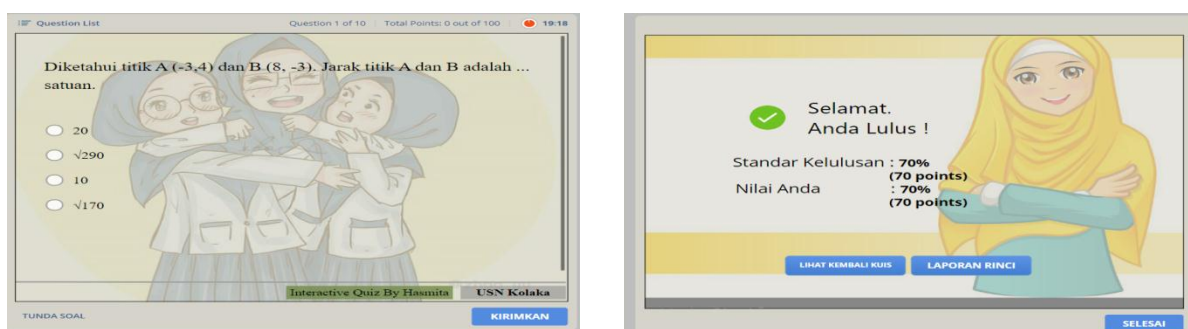 Question List
Question 1 of 10 Total Points: 0 out of 100 19:18
Diketahui titik A (-3,4) dan B (8, -3). Jarak titik A dan B adalah ...
satuan.
20
√290
10
√170
Interactive Quiz By Hasmita USN Kolaka
TUNDA SOAL KIRIMKAN
Selamat.
Anda Lulus !
Standar Kelulusan : 70%
(70 points)
Nilai Anda : 70%
(70 points)
LIHAT KEMBALI KUIS LAPORAN RINCI
SELESAI